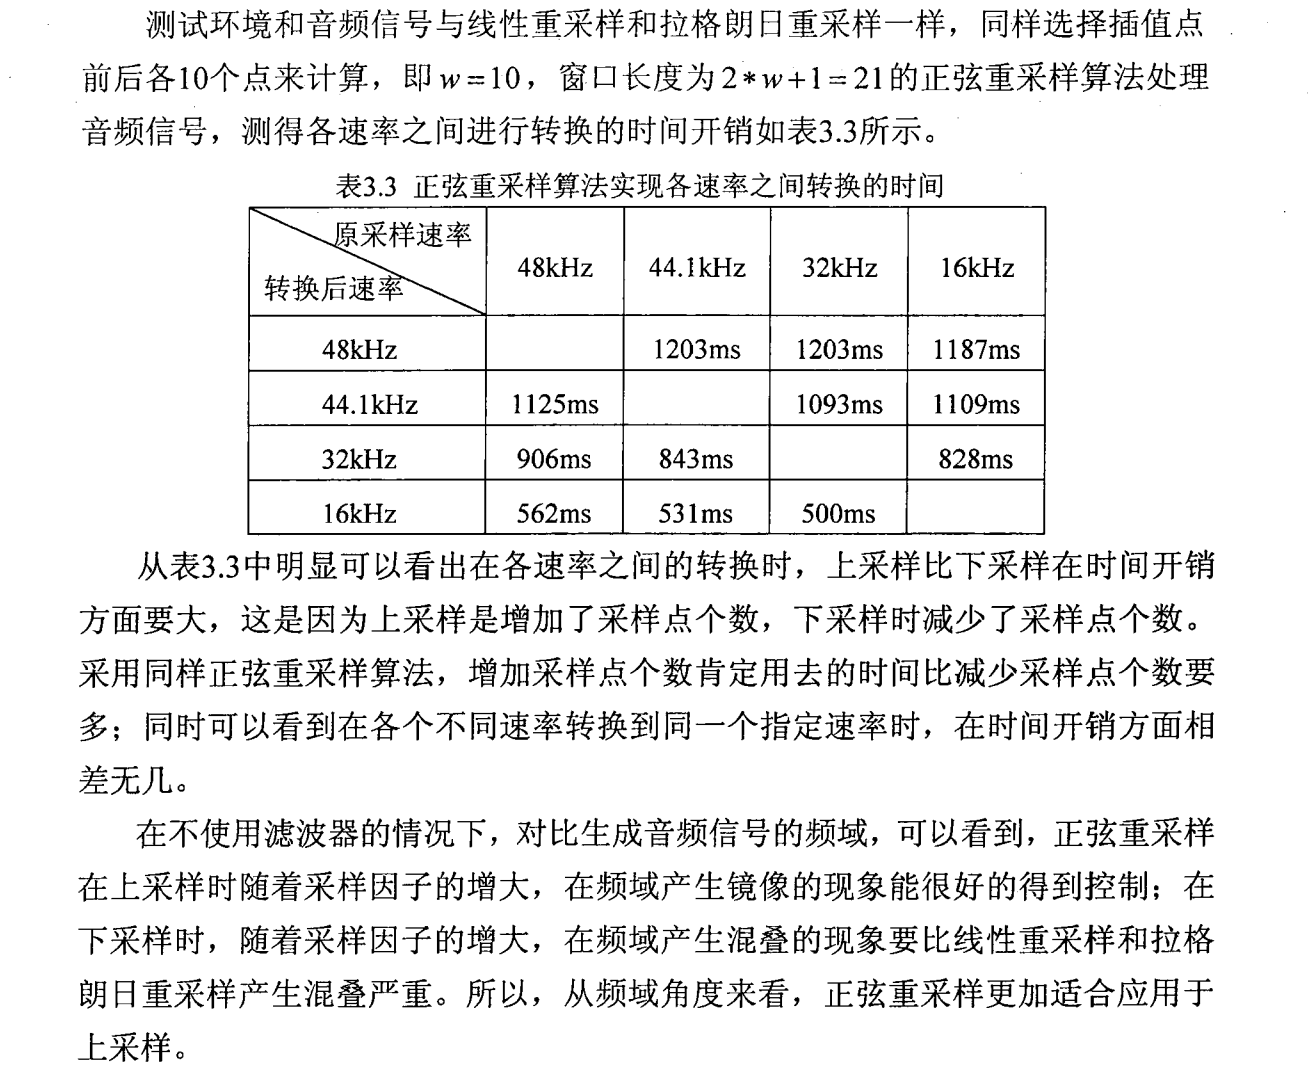 测试环境和音频信号与线性重采样和拉格朗日重采样一样，同样选择插值点
前后各10个点来计算，即w=10，窗口长度为2*w+1=21的正弦重采样算法处理
音频信号，测得各速率之间进行转换的时间开销如表3.3所示。
表3.3 正弦重采样算法实现各速率之间转换的时间
原采样速率
转换后速率
48kHz 44.1kHz 32kHz 16kHz
48kHz 1203ms 1203ms 1187ms
44.1kHz 1125ms 1093ms 1109ms
32kHz 906ms 843ms 828ms
16kHz 562ms 531ms 500ms
从表3.3中明显可以看出在各速率之间的转换时，上采样比下采样在时间开销
方面要大，这是因为上采样是增加了采样点个数，下采样时减少了采样点个数。
采用同样正弦重采样算法，增加采样点个数肯定用去的时间比减少采样点个数要
多；同时可以看到在各个不同速率转换到同一个指定速率时，在时间开销方面相
差无几。
在不使用滤波器的情况下，对比生成音频信号的频域，可以看到，正弦重采样
在上采样时随着采样因子的增大，在频域产生镜像的现象能很好的得到控制；在
下采样时，随着采样因子的增大，在频域产生混叠的现象要比线性重采样和拉格
朗日重采样产生混叠严重。所以，从频域角度来看，正弦重采样更加适合应用于
上采样。